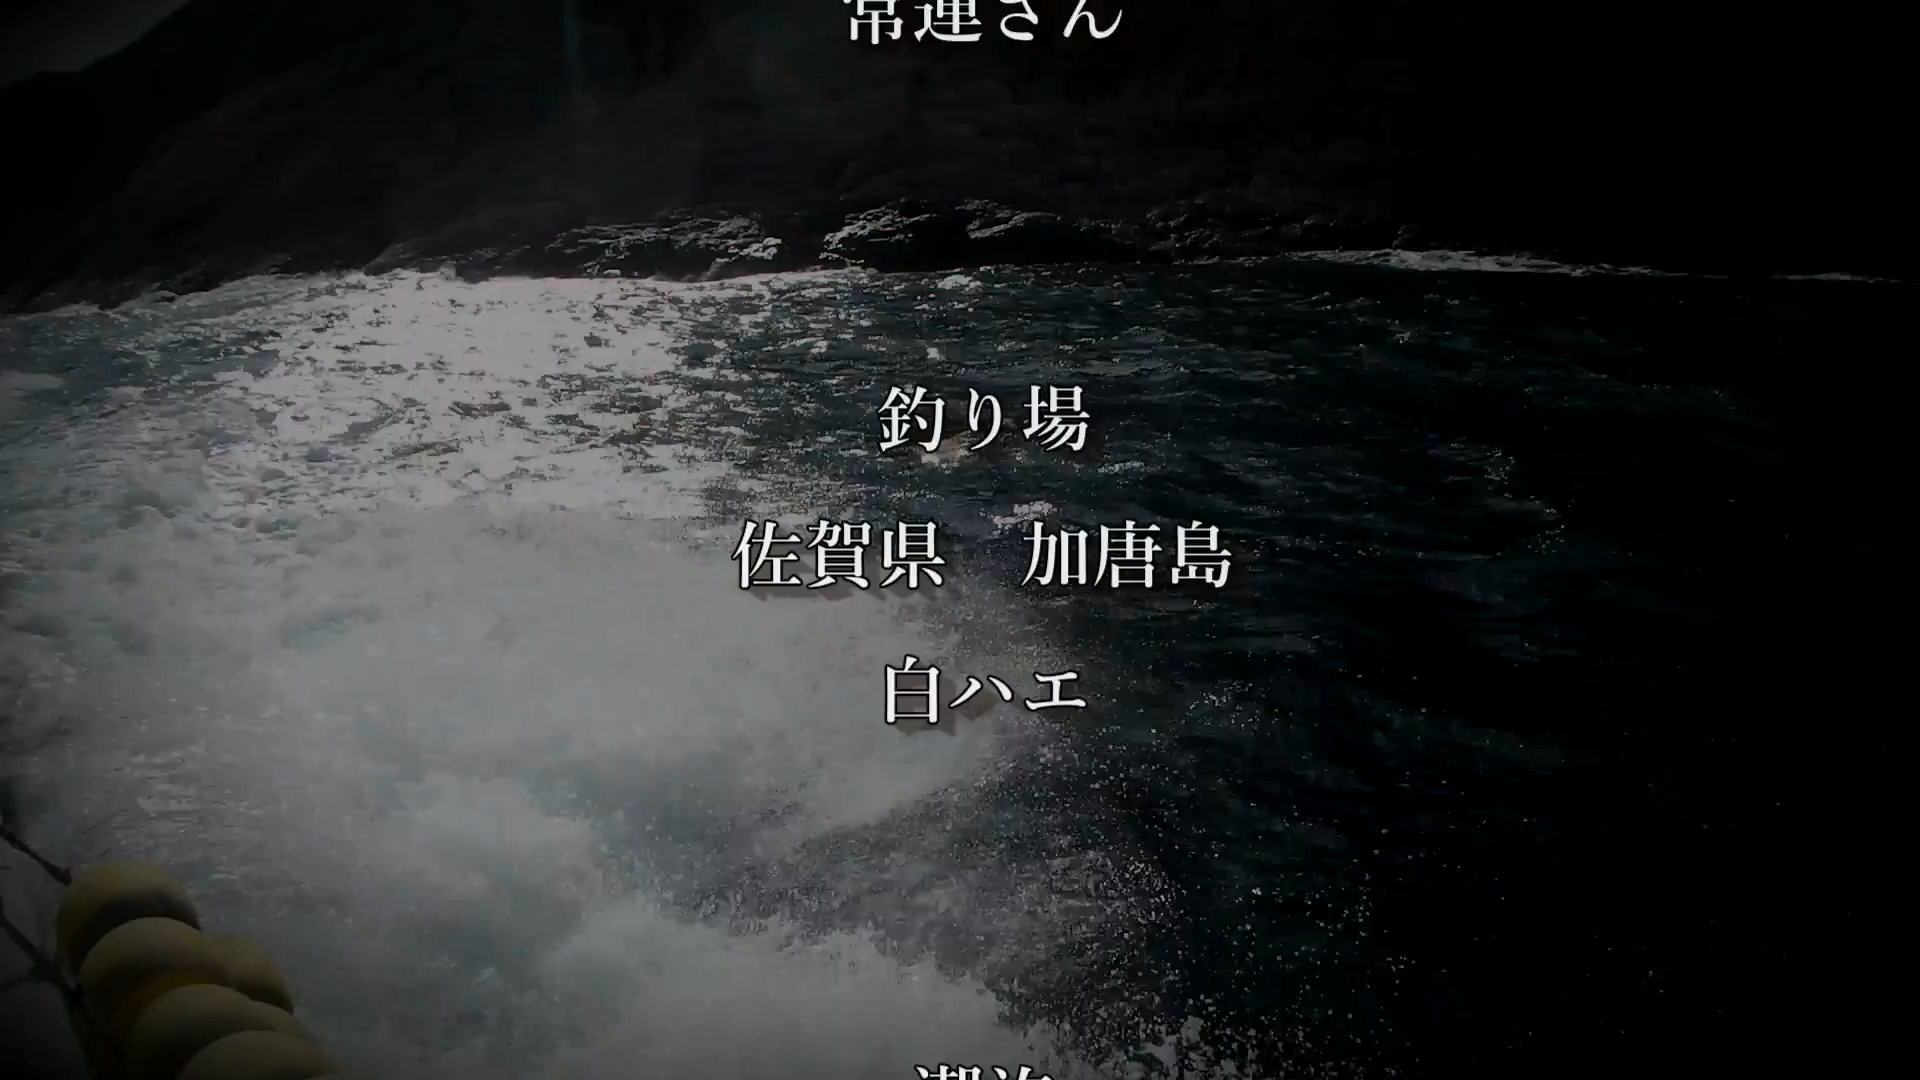 常連さん
釣り場
佐賀県　加唐島
白ハエ